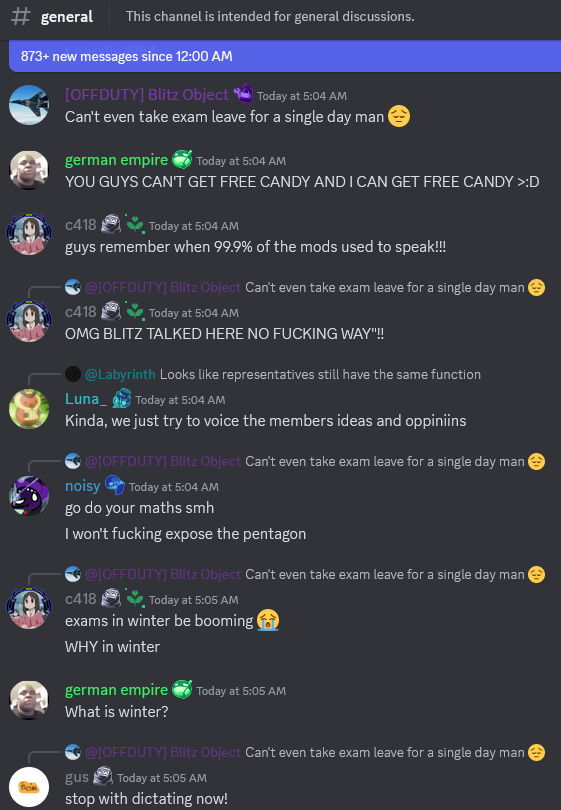 # general
This channel is intended for general discussions.
873+ new messages since 12:00 AM
[OFFDUTY] Blitz Object Today at 5:04 AM
Can't even take exam leave for a single day man 😔
german empire Today at 5:04 AM
YOU GUYS CAN'T GET FREE CANDY AND I CAN GET FREE CANDY >:D
c418 Today at 5:04 AM
guys remember when 99.9% of the mods used to speak!!!
@[OFFDUTY] Blitz Object Can't even take exam leave for a single day man 😔
c418 Today at 5:04 AM
OMG BLITZ TALKED HERE NO FUCKING WAY"!!
@Labyrinth Looks like representatives still have the same function
Luna_ Today at 5:04 AM
Kinda, we just try to voice the members ideas and oppiniins
@[OFFDUTY] Blitz Object Can't even take exam leave for a single day man 😔
noisy Today at 5:04 AM
go do your maths smh
I won't fucking expose the pentagon
@[OFFDUTY] Blitz Object Can't even take exam leave for a single day man 😔
c418 Today at 5:05 AM
exams in winter be booming 😭
WHY in winter
german empire Today at 5:05 AM
What is winter?
@[OFFDUTY] Blitz Object Can't even take exam leave for a single day man 😔
gus Today at 5:05 AM
stop with dictating now!